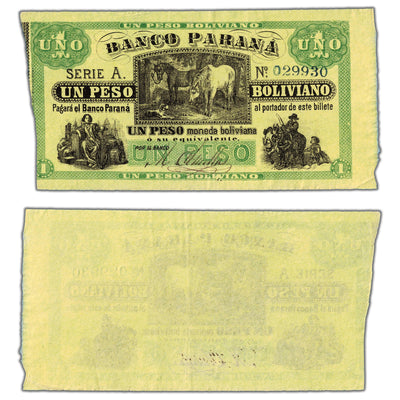 UN PESO BOLIVIANO
UNO BANCO PARANÁ UNO
SERIE A. Nº 029930
UN PESO BOLIVIANO
Pagará el Banco Paraná al portador de este billete
UN PESO moneda boliviana
ó su equivalente
POR EL BANCO
UN PESO
1 UN PESO BOLIVIANO 1